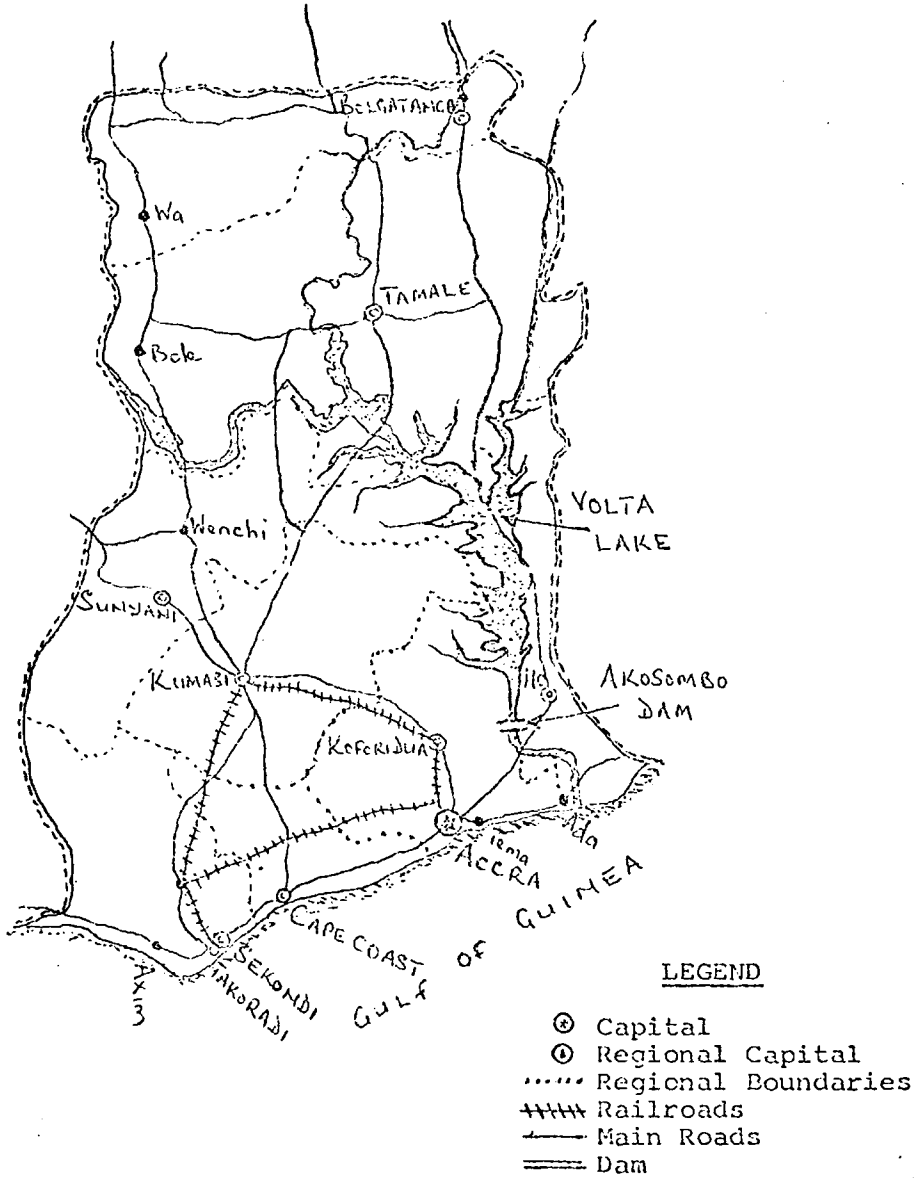 BOLGATANGA
Wa
TAMALE
Bole
VOLTA
LAKE
Wenchi
SUNYANI
KUMASI
Ho
AKOSOMBO
DAM
KOFORIDUA
Ada
Tema
ACCRA
CAPE COAST
SEKONDI
TAKORADI
AXIM
GULF OF GUINEA
LEGEND
Capital
Regional Capital
Regional Boundaries
Railroads
Main Roads
Dam